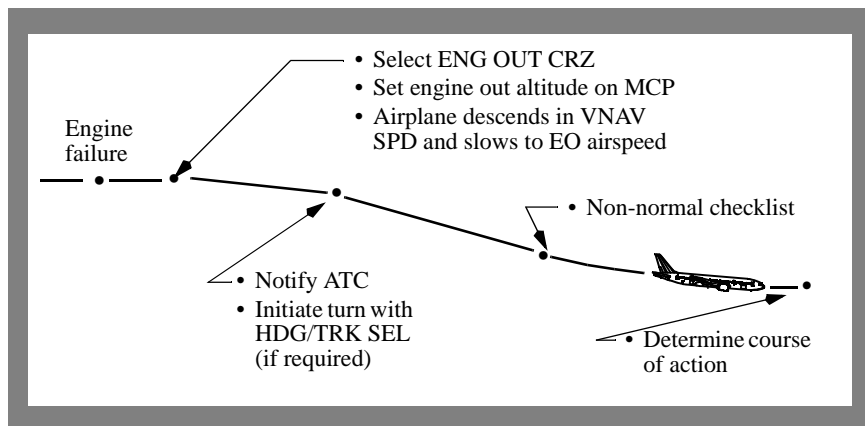 • Select ENG OUT CRZ
• Set engine out altitude on MCP
• Airplane descends in VNAV
SPD and slows to EO airspeed
Engine
failure
• Non-normal checklist
• Notify ATC
• Initiate turn with
HDG/TRK SEL
(if required)
• Determine course
of action